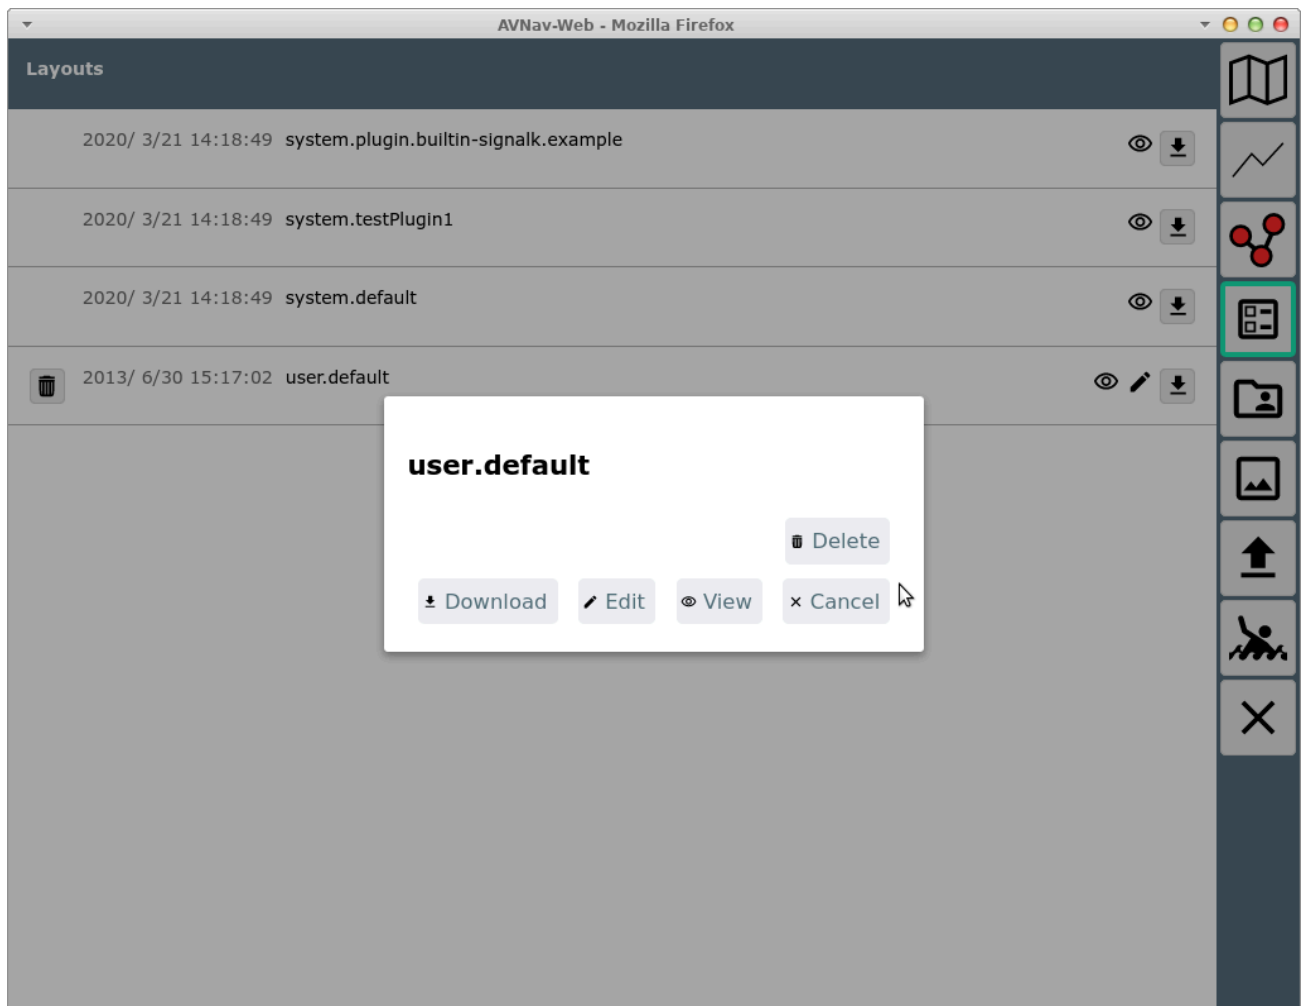 AVNav-Web - Mozilla Firefox
Layouts
2020/ 3/21 14:18:49 system.plugin.builtin-signalk.example
2020/ 3/21 14:18:49 system.testPlugin1
2020/ 3/21 14:18:49 system.default
2013/ 6/30 15:17:02 user.default
user.default
Delete
Download Edit View Cancel